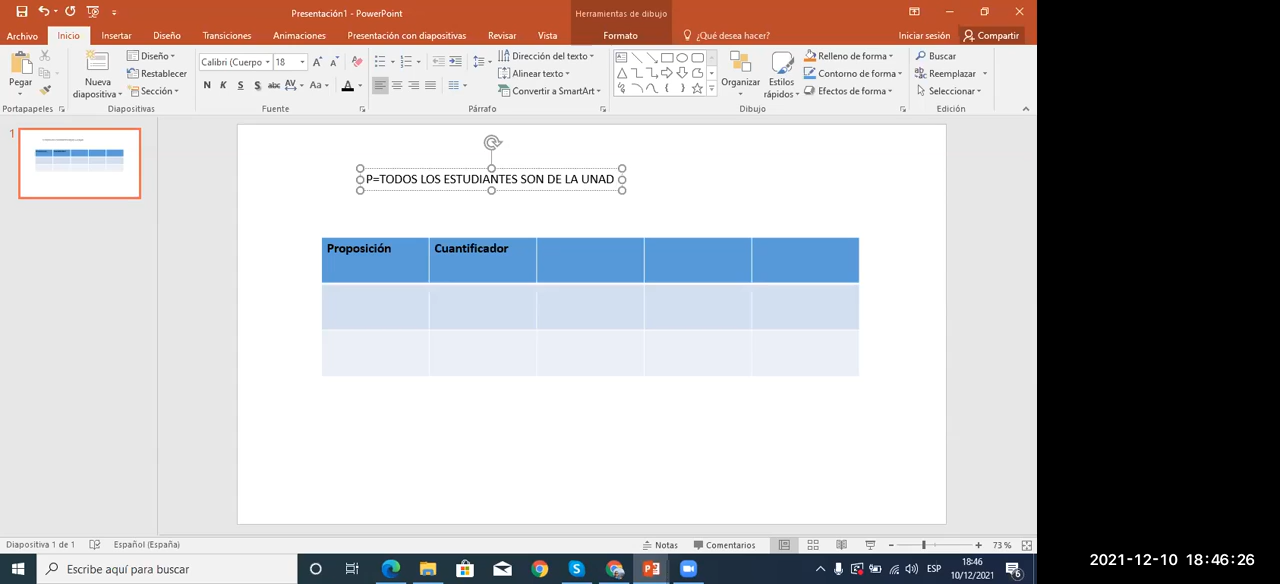 Presentación1 - PowerPoint
Herramientas de dibujo
Archivo Inicio Insertar Diseño Transiciones Animaciones Presentación con diapositivas Revisar Vista Formato ¿Qué desea hacer? Iniciar sesión Compartir
Pegar
Nueva diapositiva
Diseño
Restablecer
Sección
Calibri (Cuerpo 18
N K S S abc AV Aa A
Dirección del texto
Alinear texto
Convertir a SmartArt
Organizar
Estilos rápidos
Relleno de forma
Contorno de forma
Efectos de forma
Buscar
Reemplazar
Seleccionar
Portapapeles Diapositivas Fuente Párrafo Dibujo Edición
1
P=TODOS LOS ESTUDIANTES SON DE LA UNAD
Proposición Cuantificador
Diapositiva 1 de 1 Español (España) Notas Comentarios 73 %
Escribe aquí para buscar
ESP
18:46
10/12/2021
6
2021-12-10 18:46:26